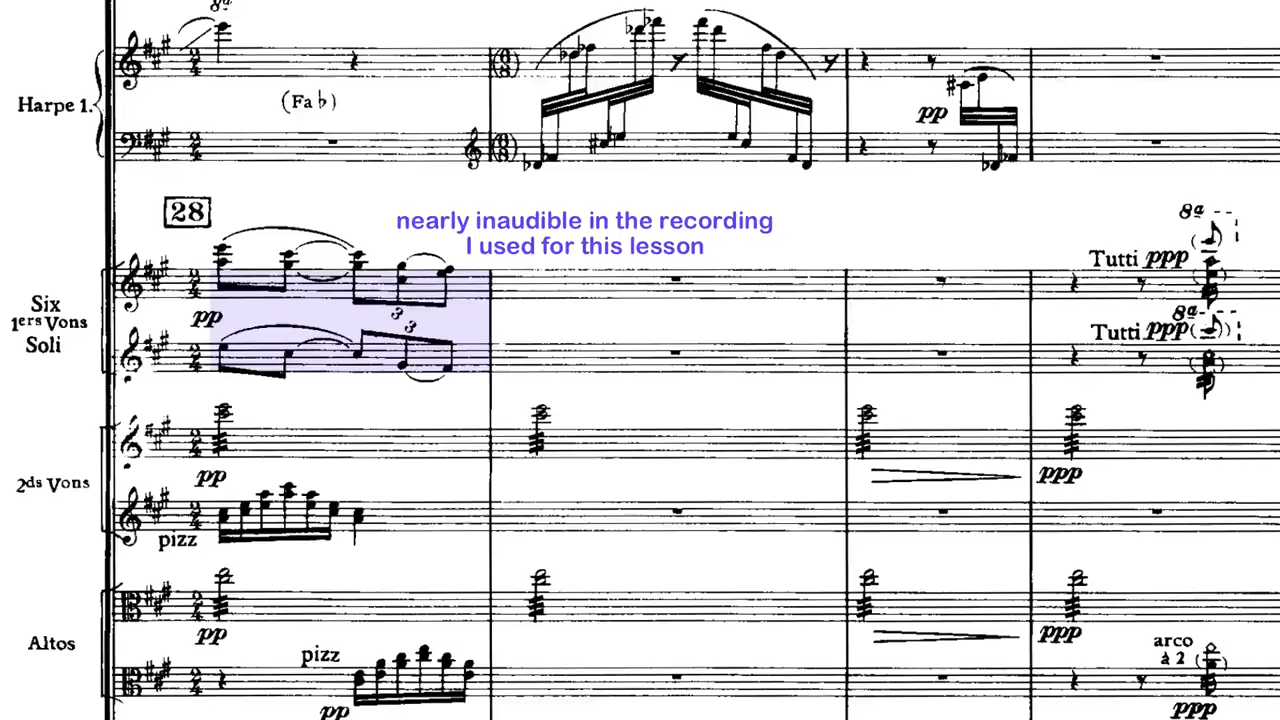 8ª
Harpe 1.
(Fa♭)
pp
28
nearly inaudible in the recording
I used for this lesson
8ª
Tutti ppp
Six
1ers Vons
Soli
pp
3
3
8ª
Tutti ppp
pp
ppp
2ds Vons
pizz
pp
ppp
Altos
pizz
pp
arco
à 2
ppp